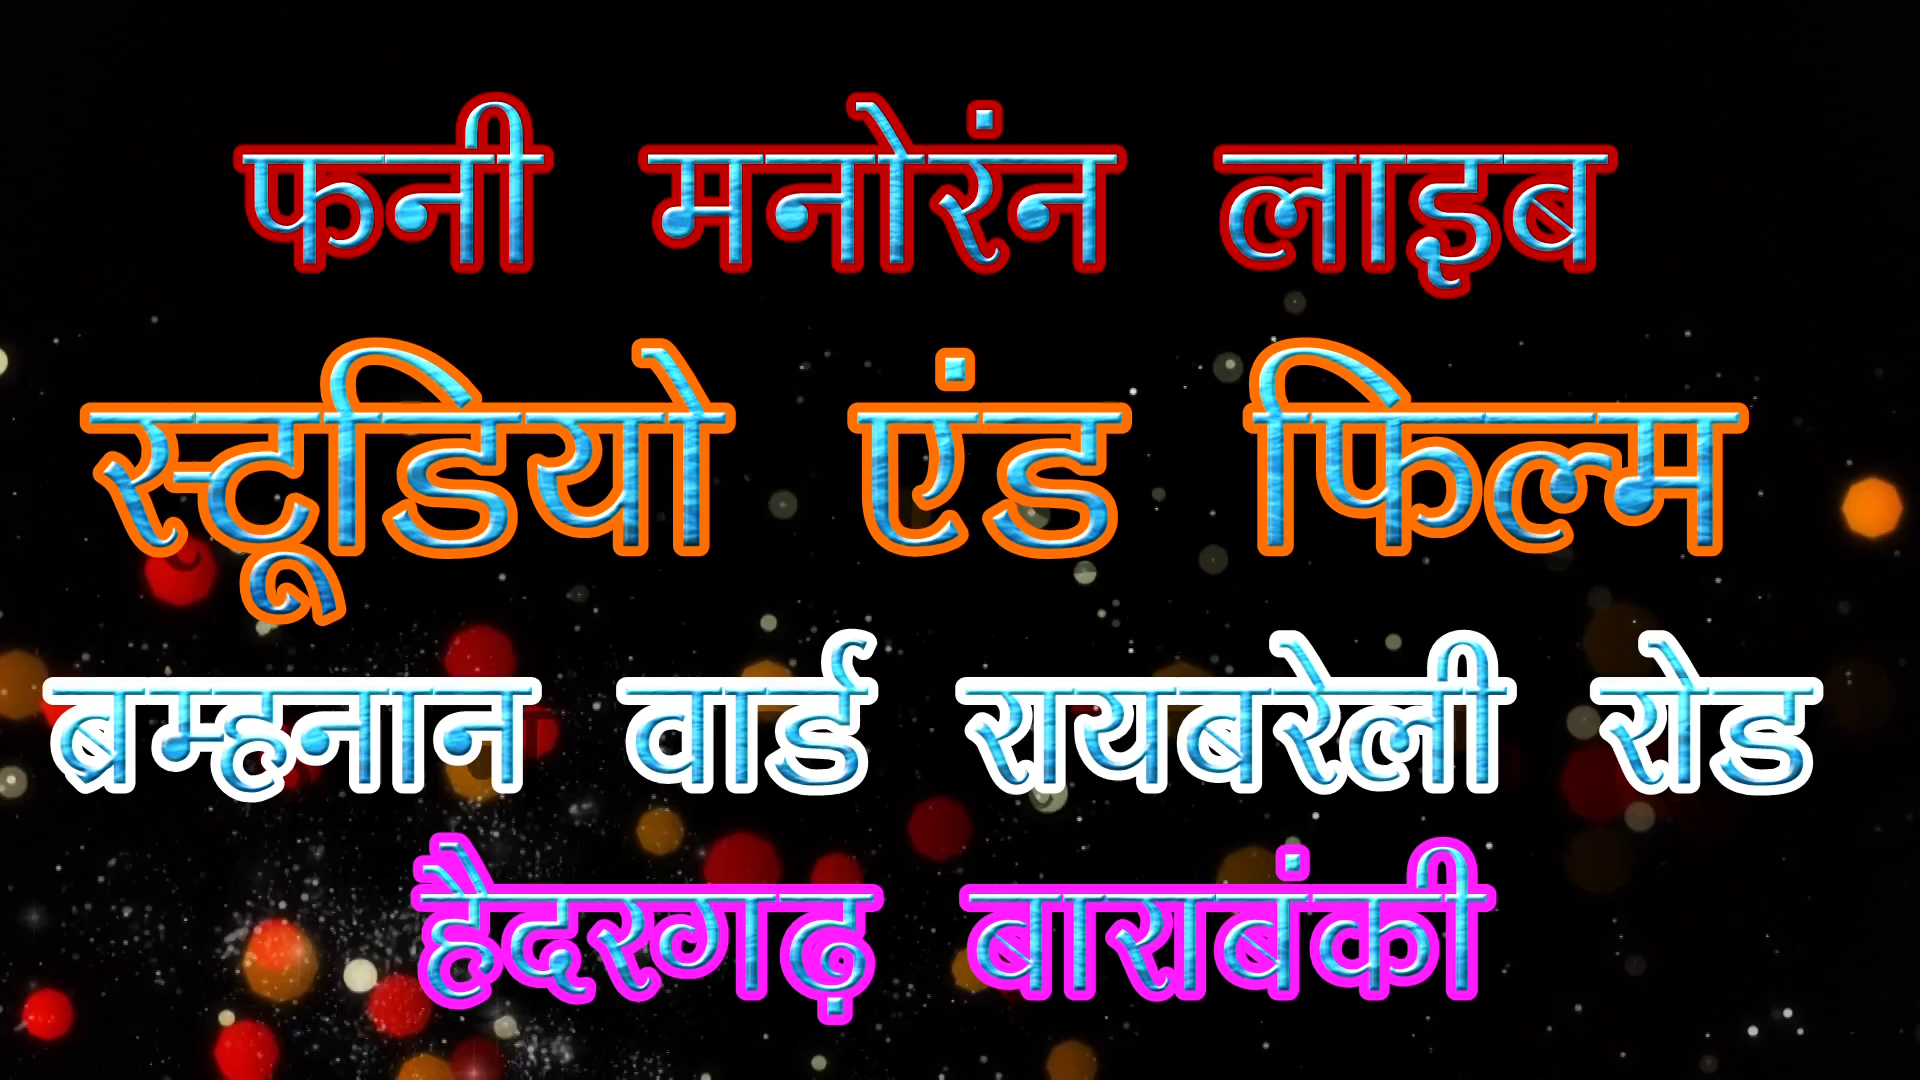 फनी मनोरंन लाइब
स्टूडियो एंड फिल्म
ब्रम्हनान वार्ड रायबरेली रोड
हैदरगढ़ बाराबंकी